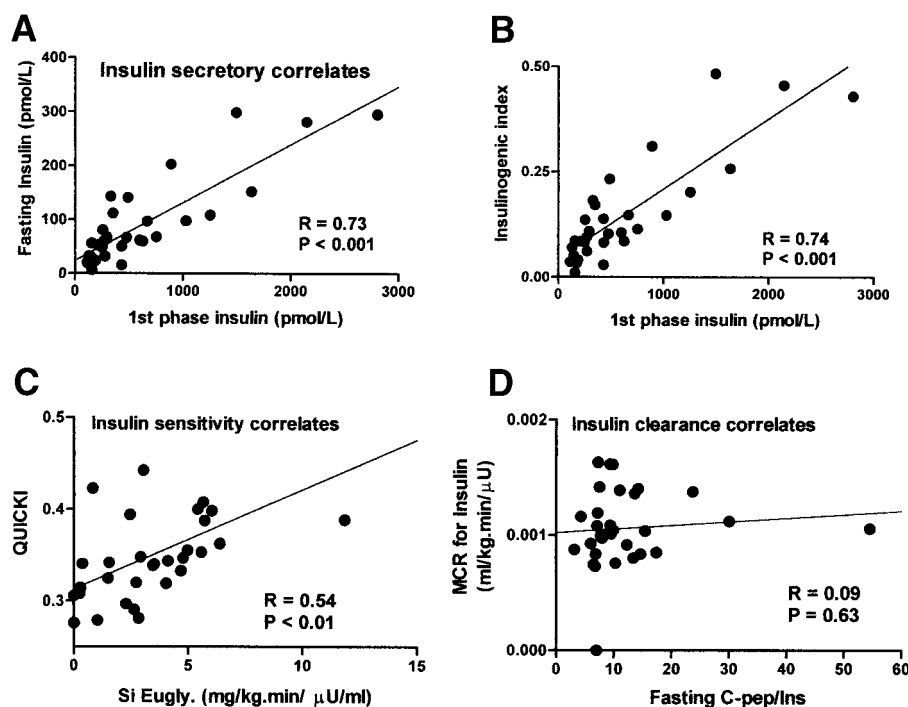 A
Insulin secretory correlates
Fasting Insulin (pmol/L)
400
300
200
100
0
R = 0.73
P < 0.001
0
1000
2000
3000
1st phase insulin (pmol/L)
B
Insulinogenic index
0.50
0.25
0.00
R = 0.74
P < 0.001
0
1000
2000
3000
1st phase insulin (pmol/L)
C
Insulin sensitivity correlates
QUICKI
0.5
0.4
0.3
R = 0.54
P < 0.01
0
5
10
15
Si Eugly. (mg/kg.min/ µU/ml)
D
Insulin clearance correlates
MCR for Insulin
(ml/kg.min/µU)
0.002
0.001
0.000
R = 0.09
P = 0.63
0
10
20
30
40
50
60
Fasting C-pep/Ins